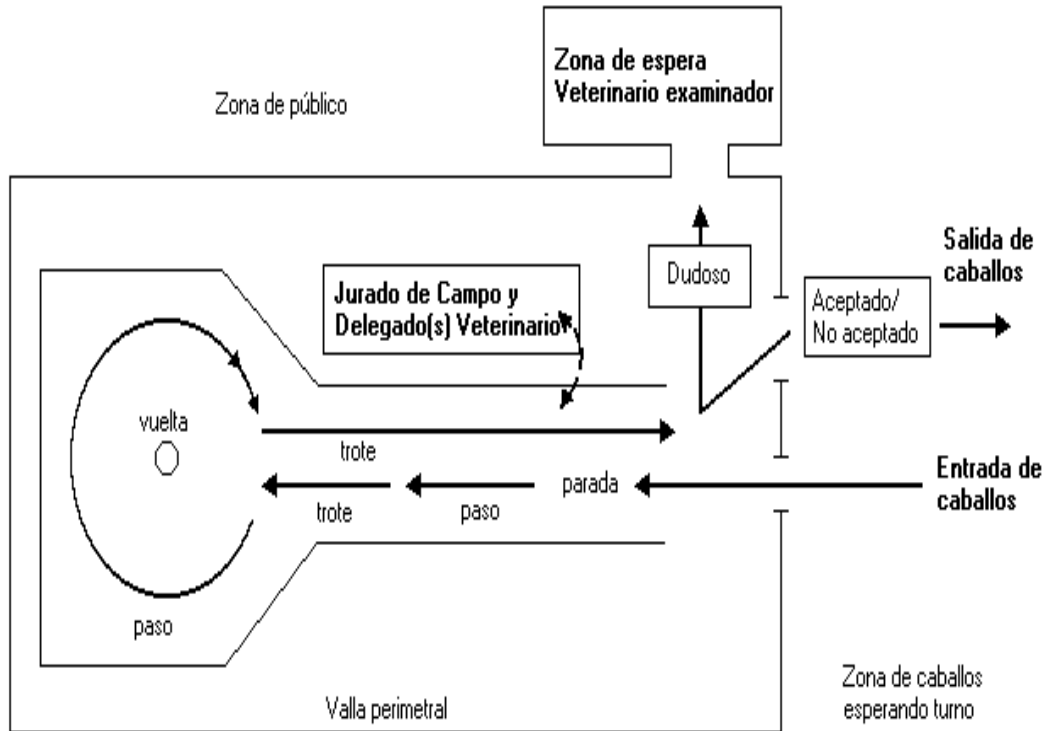 Zona de espera
Veterinario examinador
Zona de público
Salida de
caballos
Dudoso
Jurado de Campo y
Delegado(s) Veterinario
Aceptado/
No aceptado
vuelta
trote
Entrada de
caballos
parada
trote
paso
paso
Zona de caballos
esperando turno
Valla perimetral